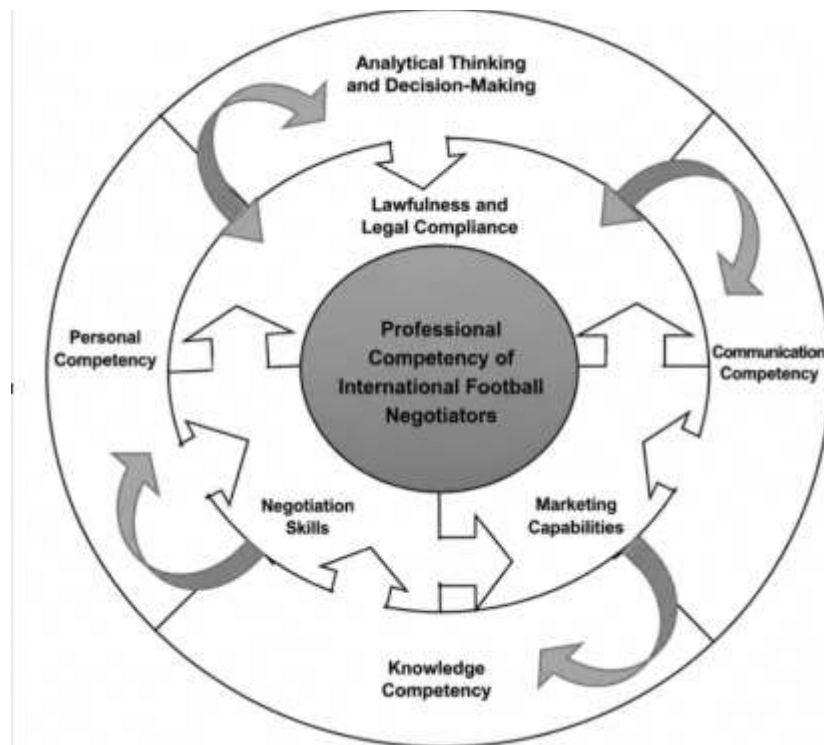 Analytical Thinking
and Decision-Making
Lawfulness and
Legal Compliance
Personal
Competency
Professional
Competency of
International Football
Negotiators
Communication
Competency
Negotiation
Skills
Marketing
Capabilities
Knowledge
Competency